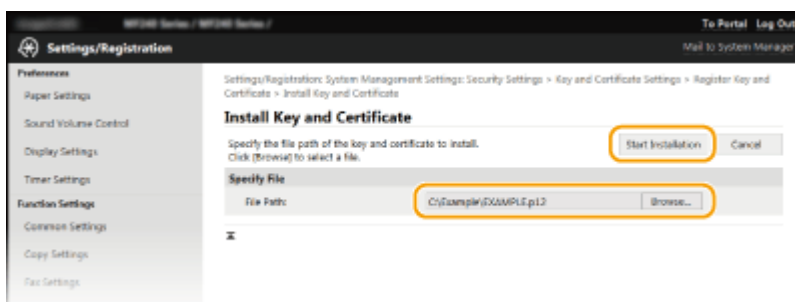 MF240 Series / MF240 Series /
To Portal Log Out
Settings/Registration
Mail to System Manager
Preferences
Paper Settings
Sound Volume Control
Display Settings
Timer Settings
Function Settings
Common Settings
Copy Settings
Fax Settings
Settings/Registration: System Management Settings: Security Settings > Key and Certificate Settings > Register Key and
Certificate > Install Key and Certificate
Install Key and Certificate
Specify the file path of the key and certificate to install.
Click [Browse] to select a file.
Start Installation
Cancel
Specify File
File Path:
C:\Example\EXAMPLE.p12
Browse...